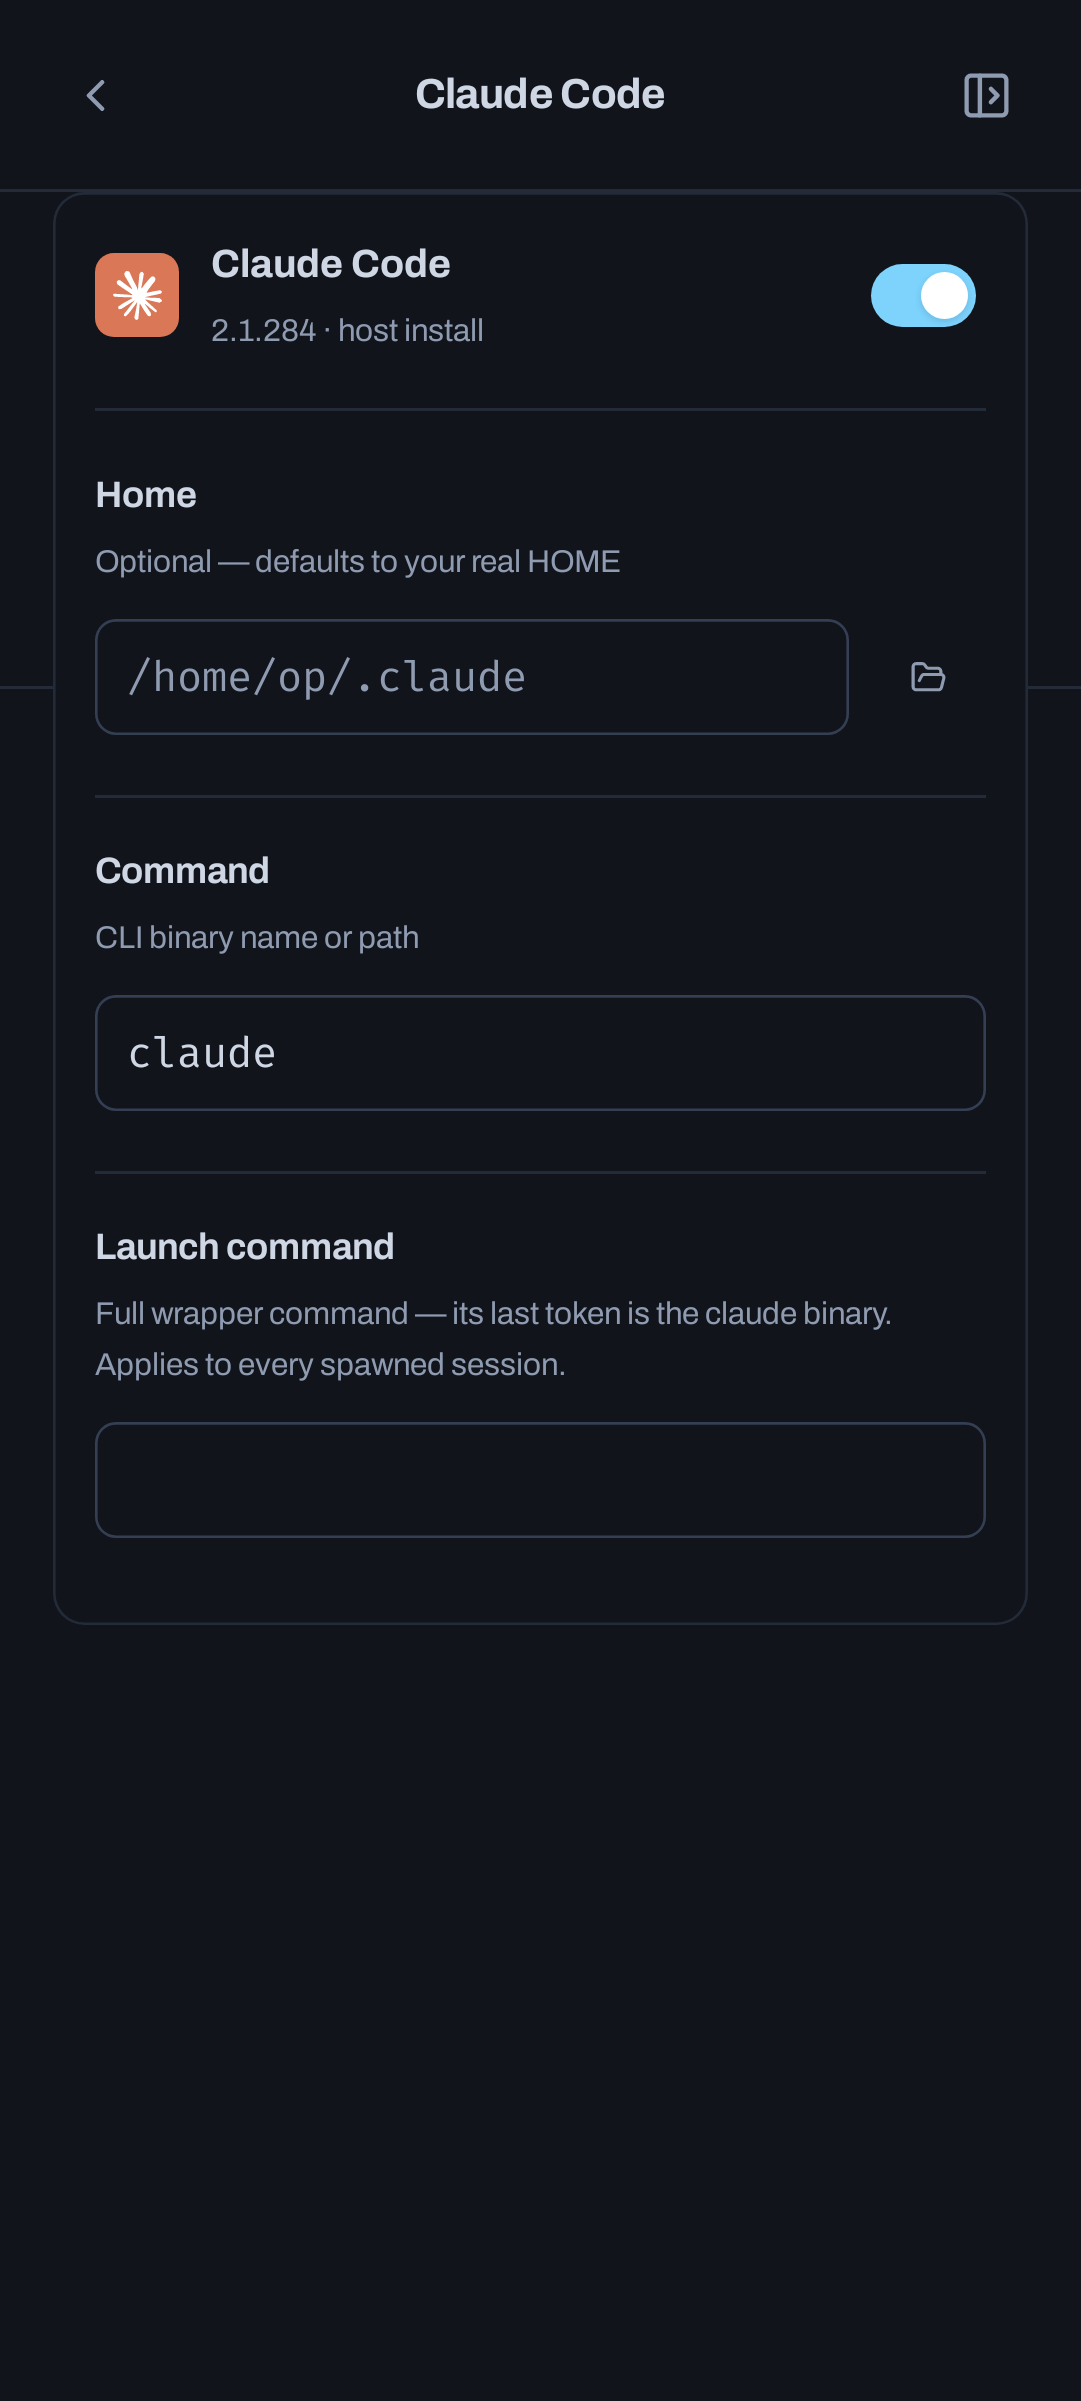 Claude Code
Claude Code
2.1.284 · host install
Home
Optional — defaults to your real HOME
/home/op/.claude
Command
CLI binary name or path
claude
Launch command
Full wrapper command — its last token is the claude binary.
Applies to every spawned session.